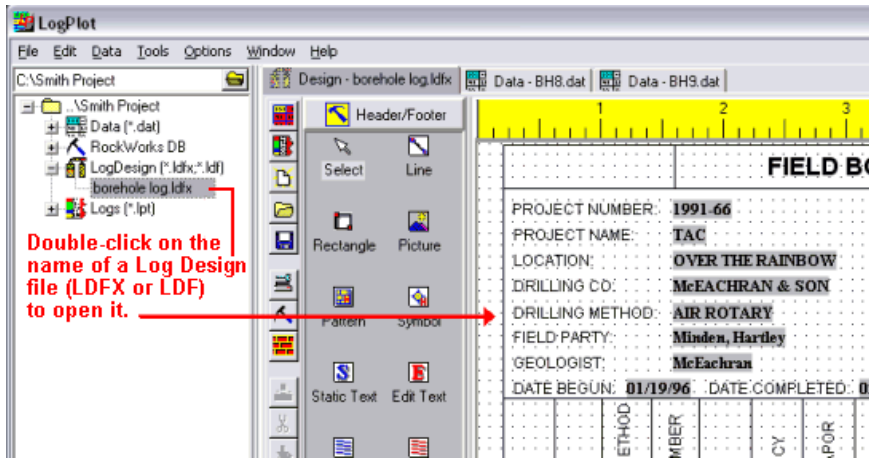 LogPlot
File Edit Data Tools Options Window Help
C:\Smith Project
Design - borehole log.ldfx
Data - BH8.dat
Data - BH9.dat
..\Smith Project
Data (*.dat)
RockWorks DB
LogDesign (*.ldfx;*.ldf)
borehole log.ldfx
Logs (*.lpt)
Double-click on the
name of a Log Design
file (LDFX or LDF)
to open it.
Header/Footer
Select Line
Rectangle Picture
Pattern Symbol
Static Text Edit Text
1 2 3
FIELD BO
PROJECT NUMBER: 1991-66
PROJECT NAME: TAC
LOCATION: OVER THE RAINBOW
DRILLING CO: McEACHRAN & SON
DRILLING METHOD: AIR ROTARY
FIELD PARTY: Minden, Hartley
GEOLOGIST: McEachran
DATE BEGUN: 01/19/96 DATE COMPLETED: 0
ETHOD
MBER
CY
APOR